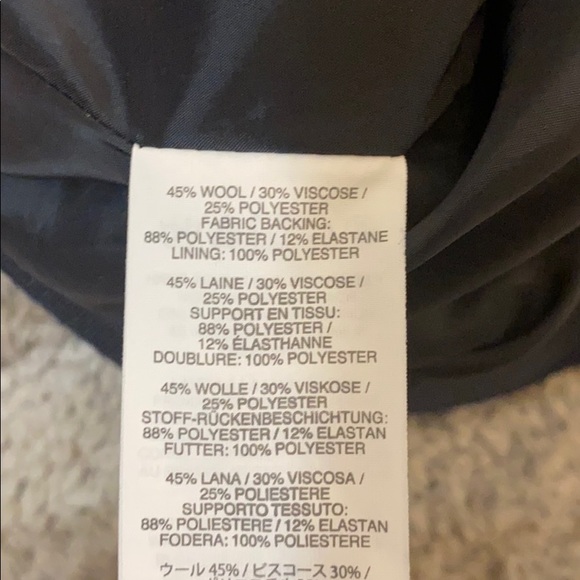 45% WOOL / 30% VISCOSE /
25% POLYESTER
FABRIC BACKING:
88% POLYESTER / 12% ELASTANE
LINING: 100% POLYESTER
45% LAINE / 30% VISCOSE /
25% POLYESTER
SUPPORT EN TISSU:
88% POLYESTER /
12% ÉLASTHANNE
DOUBLURE: 100% POLYESTER
45% WOLLE / 30% VISKOSE /
25% POLYESTER
STOFF-RÜCKENBESCHICHTUNG:
88% POLYESTER / 12% ELASTAN
FUTTER: 100% POLYESTER
45% LANA / 30% VISCOSA /
25% POLIESTERE
SUPPORTO TESSUTO:
88% POLIESTERE / 12% ELASTAN
FODERA: 100% POLIESTERE
ウール 45% / ビスコース 30% /